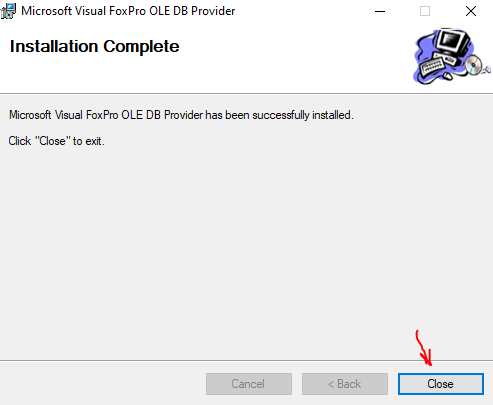 Microsoft Visual FoxPro OLE DB Provider
Installation Complete
Microsoft Visual FoxPro OLE DB Provider has been successfully installed.
Click "Close" to exit.
Cancel
< Back
Close